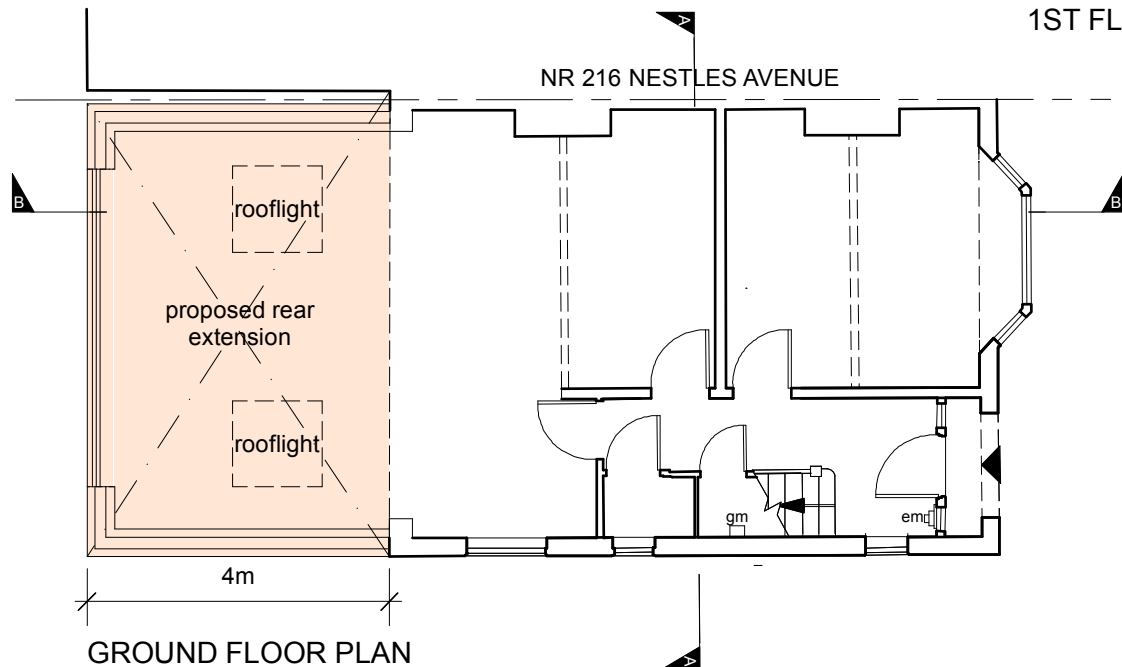 A
1ST FL
NR 216 NESTLES AVENUE
B
B
rooflight
proposed rear
extension
rooflight
gm
em
4m
GROUND FLOOR PLAN
A